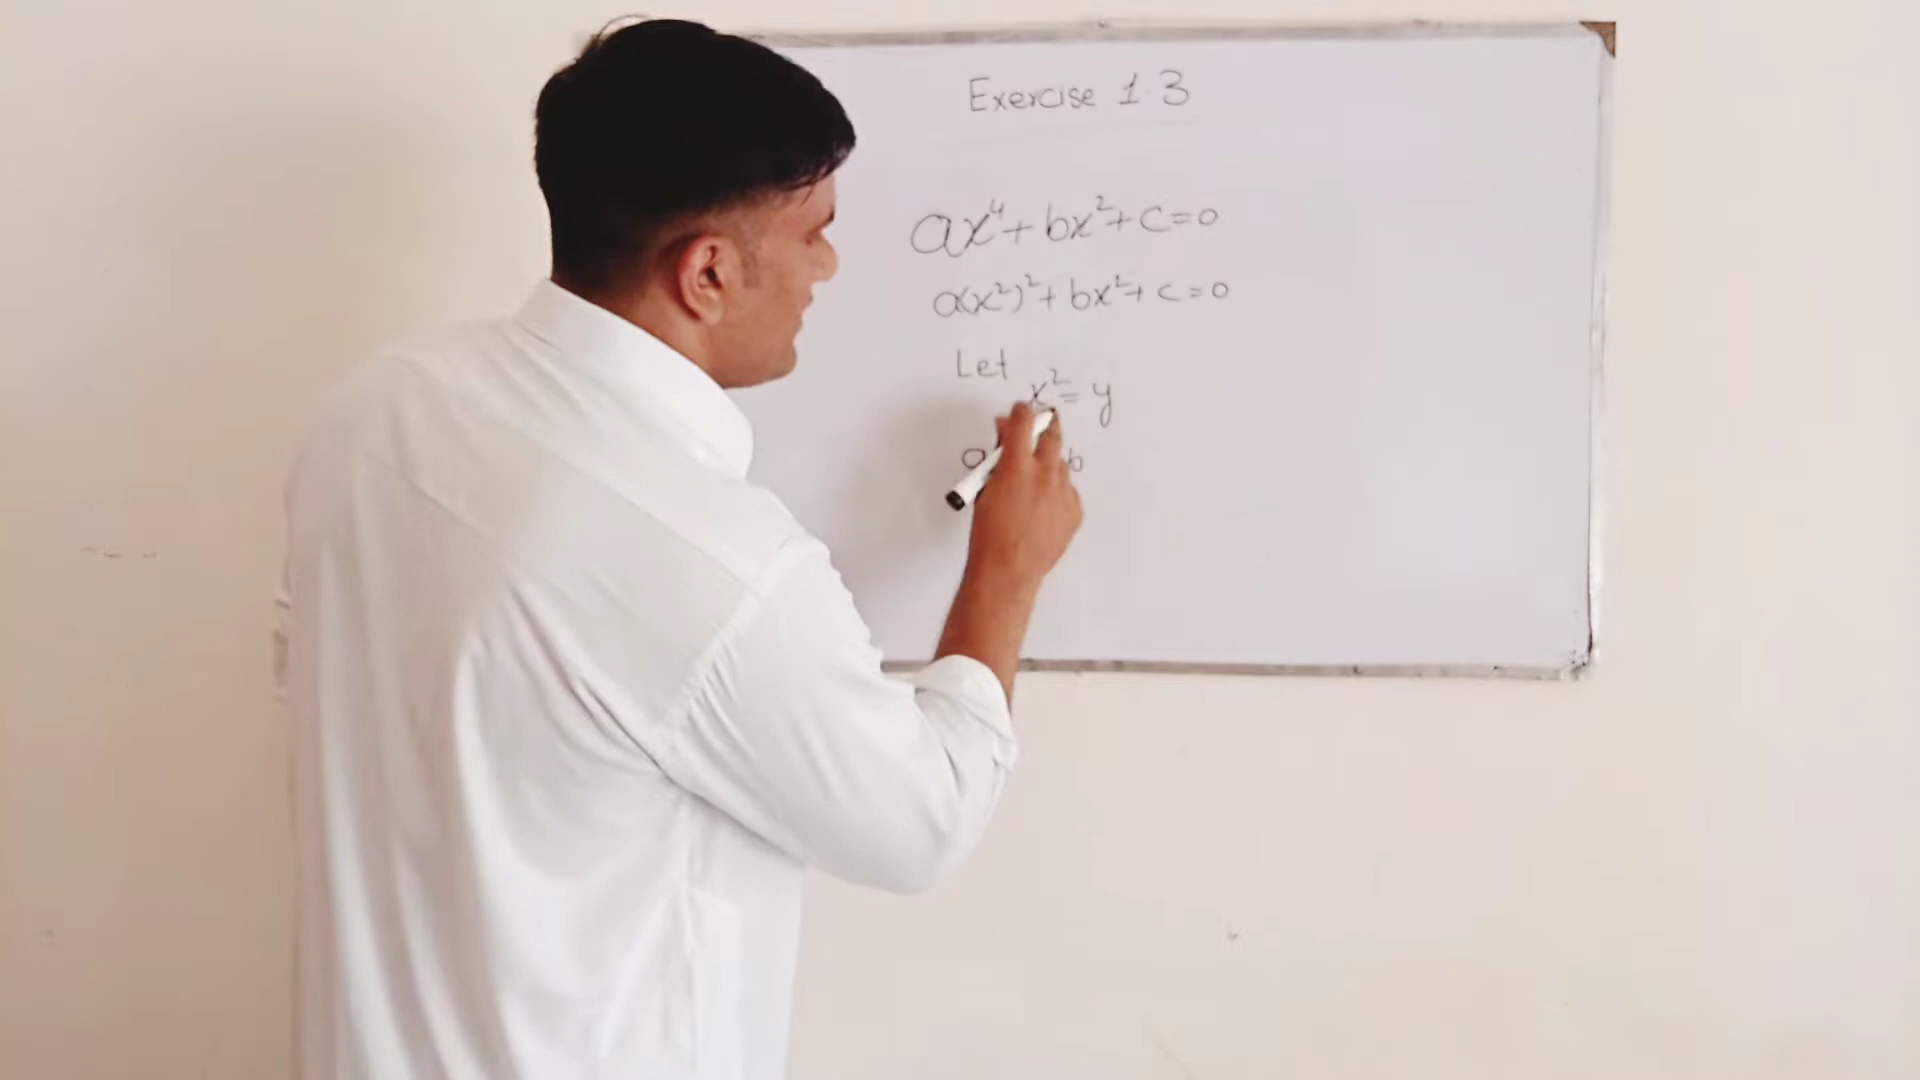 Exercise 1.3
ax⁴ + bx² + c = 0
a(x²)² + bx² + c = 0
Let
x² = y
a b